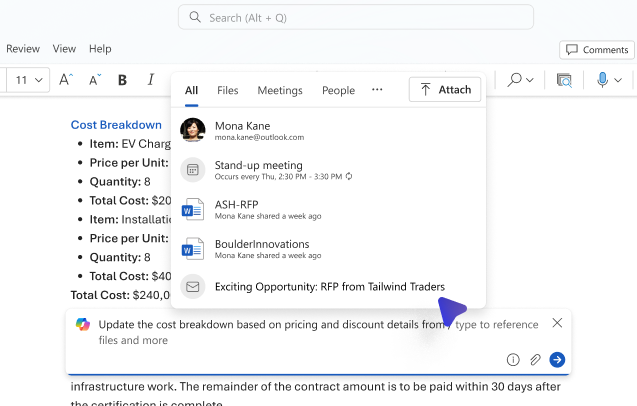 Search (Alt + Q)
Review View Help
Comments
11 A A B I
All Files Meetings People ... Attach
Cost Breakdown
Item: EV Charg
Price per Unit:
Quantity: 8
Total Cost: $20
Item: Installatio
Price per Unit:
Quantity: 8
Total Cost: $40
Total Cost: $240,0
Mona Kane
mona.kane@outlook.com
Stand-up meeting
Occurs every Thu, 2:30 PM - 3:30 PM
ASH-RFP
Mona Kane shared a week ago
BoulderInnovations
Mona Kane shared a week ago
Exciting Opportunity: RFP from Tailwind Traders
Update the cost breakdown based on pricing and discount details from / type to reference
files and more
infrastructure work. The remainder of the contract amount is to be paid within 30 days after
the certification is complete